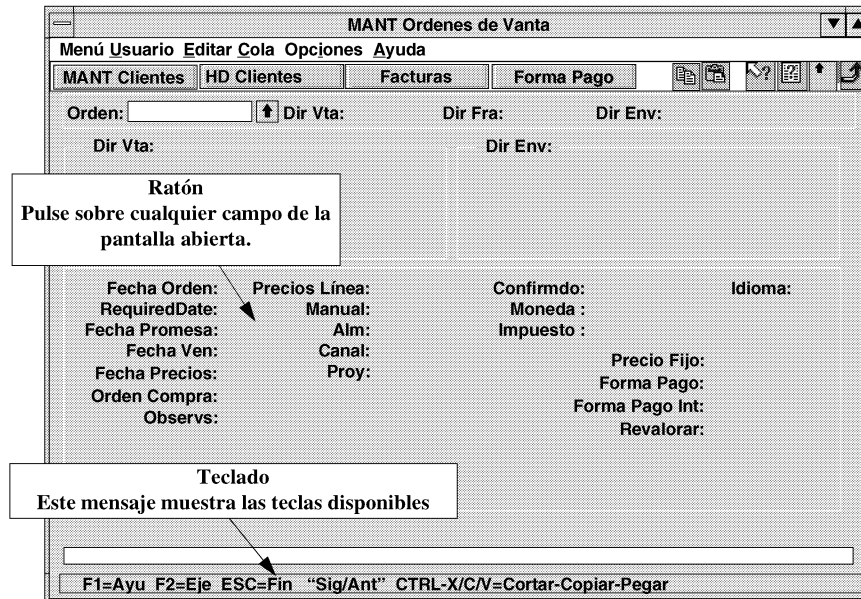 MANT Ordenes de Vanta
Menú Usuario Editar Cola Opciones Ayuda
MANT Clientes HD Clientes Facturas Forma Pago
Orden: Dir Vta: Dir Fra: Dir Env:
Dir Vta: Dir Env:
Ratón
Pulse sobre cualquier campo de la
pantalla abierta.
Fecha Orden: Precios Línea: Confirmdo: Idioma:
RequiredDate: Manual: Moneda :
Fecha Promesa: Alm: Impuesto :
Fecha Ven: Canal:
Precio Fijo:
Fecha Precios: Proy:
Forma Pago:
Orden Compra:
Forma Pago Int:
Observs:
Revalorar:
Teclado
Este mensaje muestra las teclas disponibles
F1=Ayu F2=Eje ESC=Fin “Sig/Ant” CTRL-X/C/V=Cortar-Copiar-Pegar